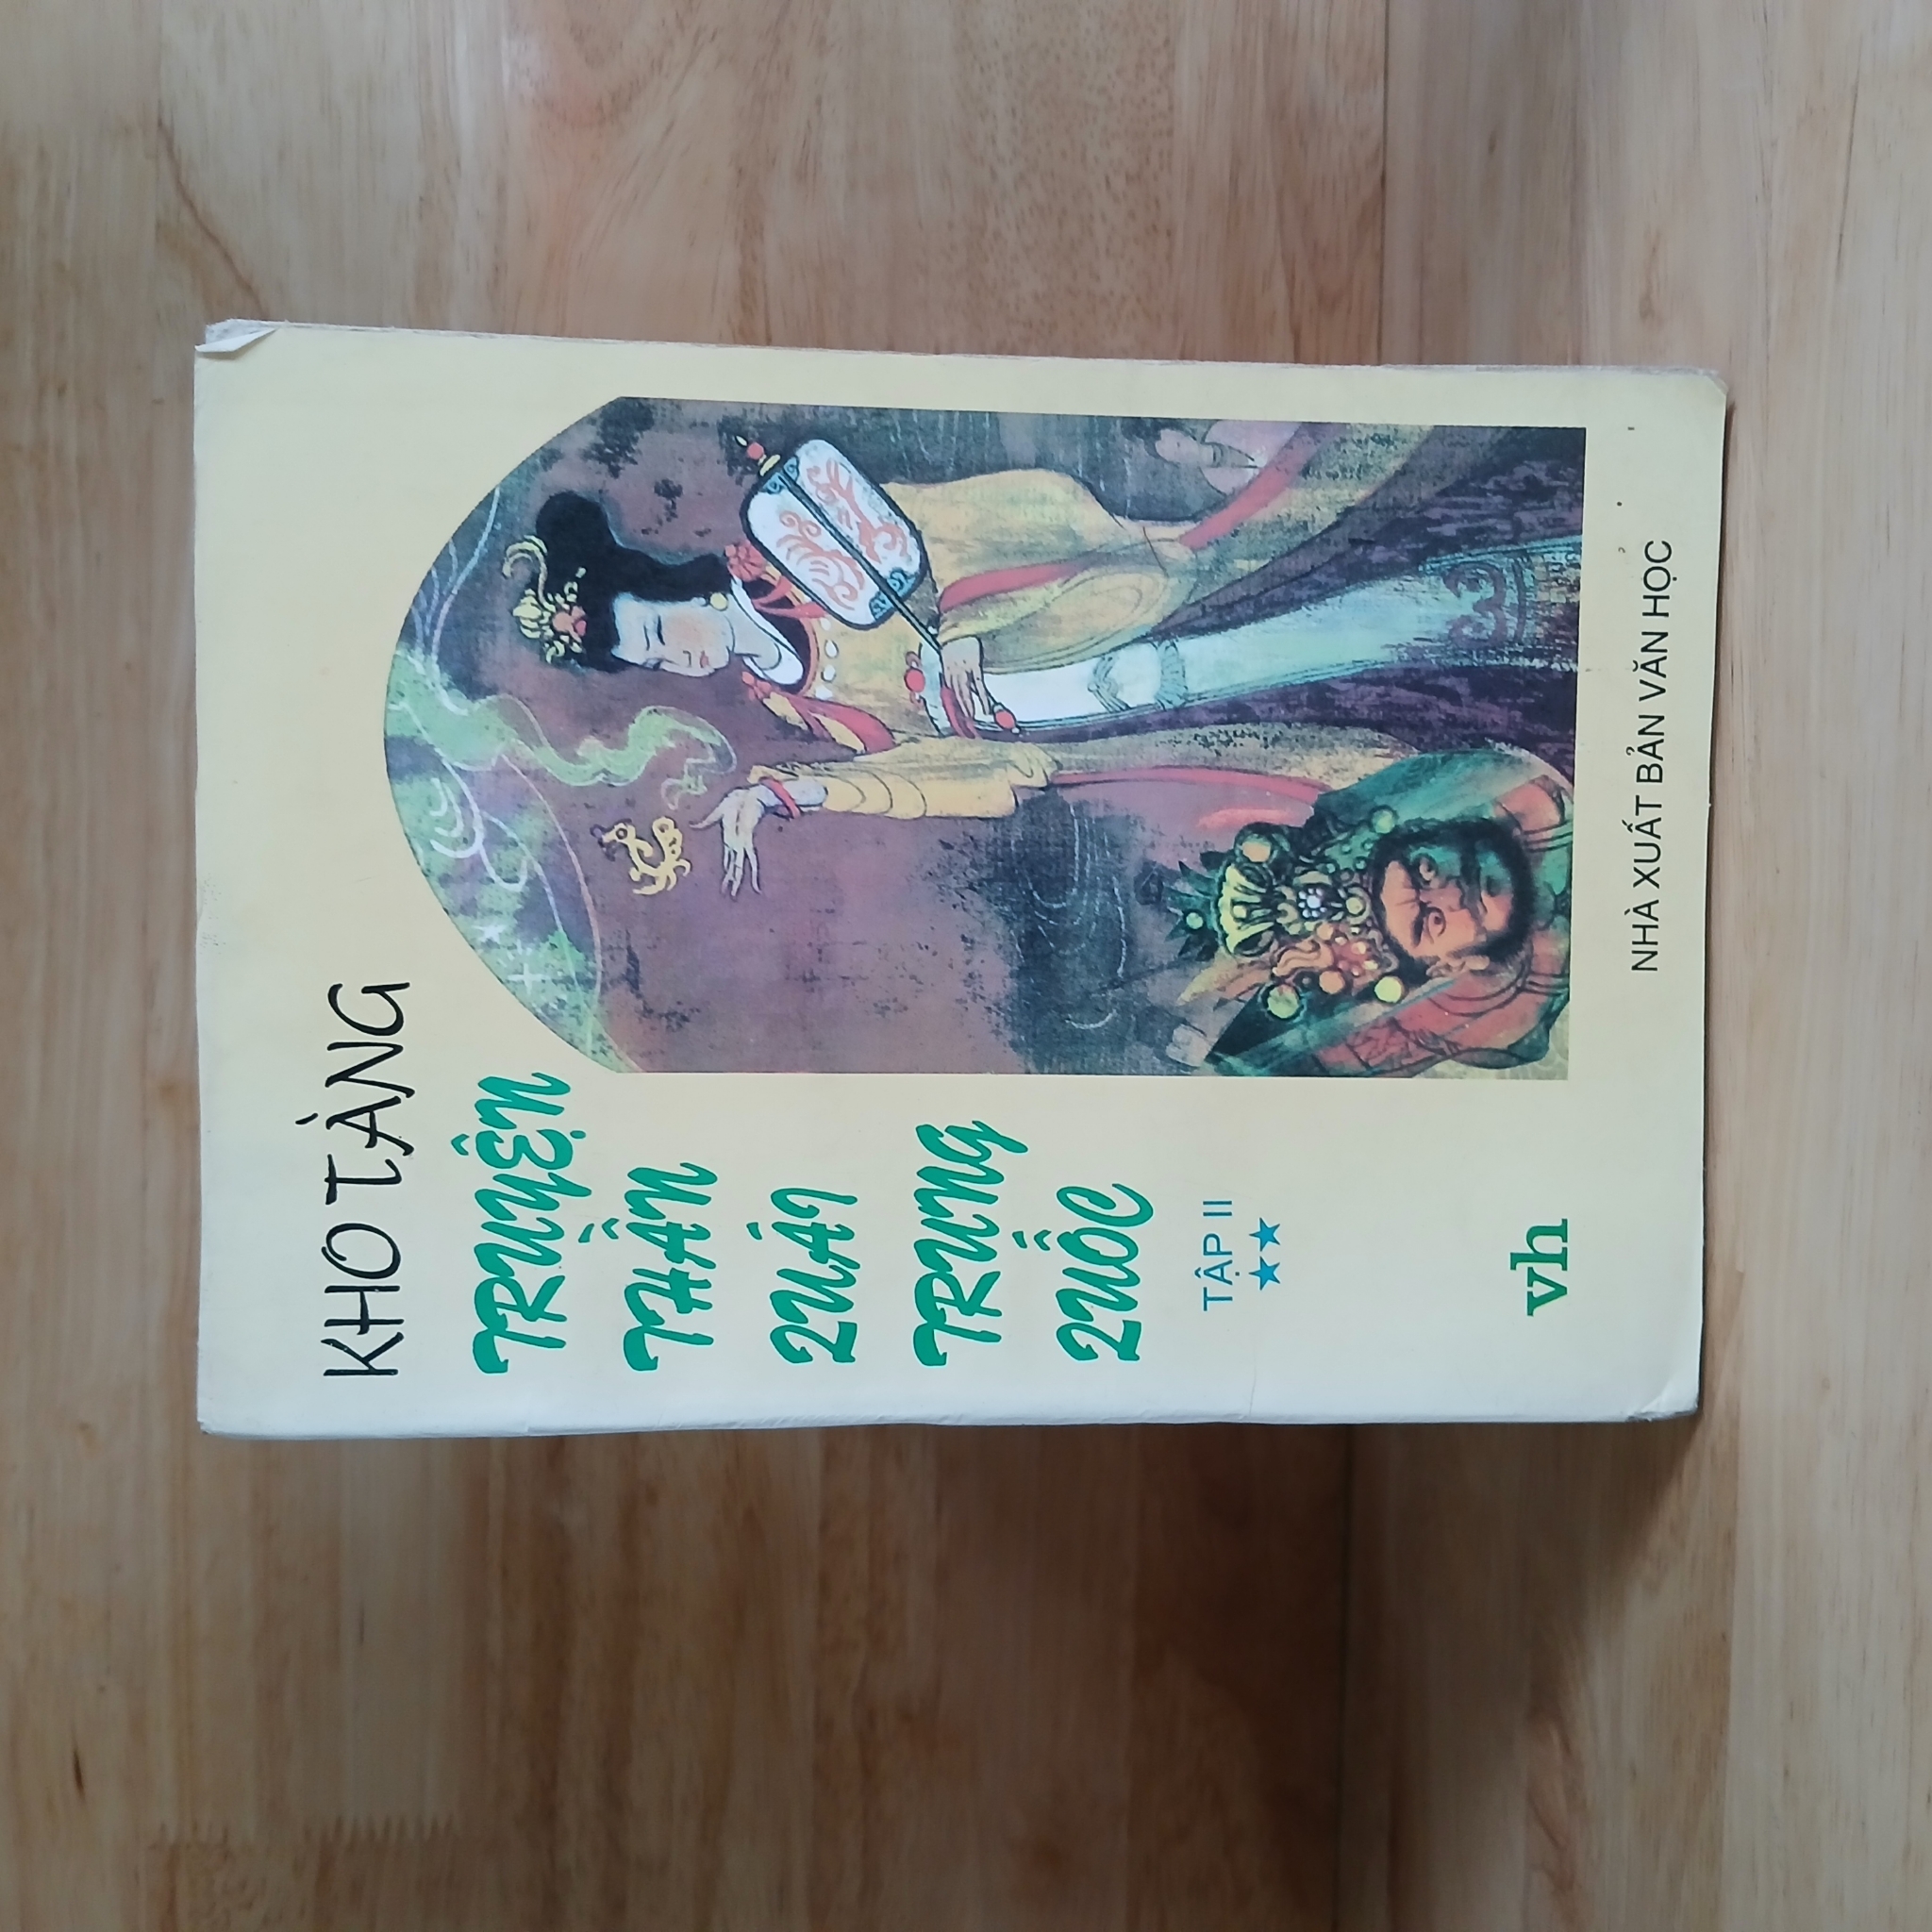 KHO TÀNG
TRUYỆN
THẦN
QUÁI
TRUNG
QUỐC
TẬP II
vh
NHÀ XUẤT BẢN VĂN HỌC